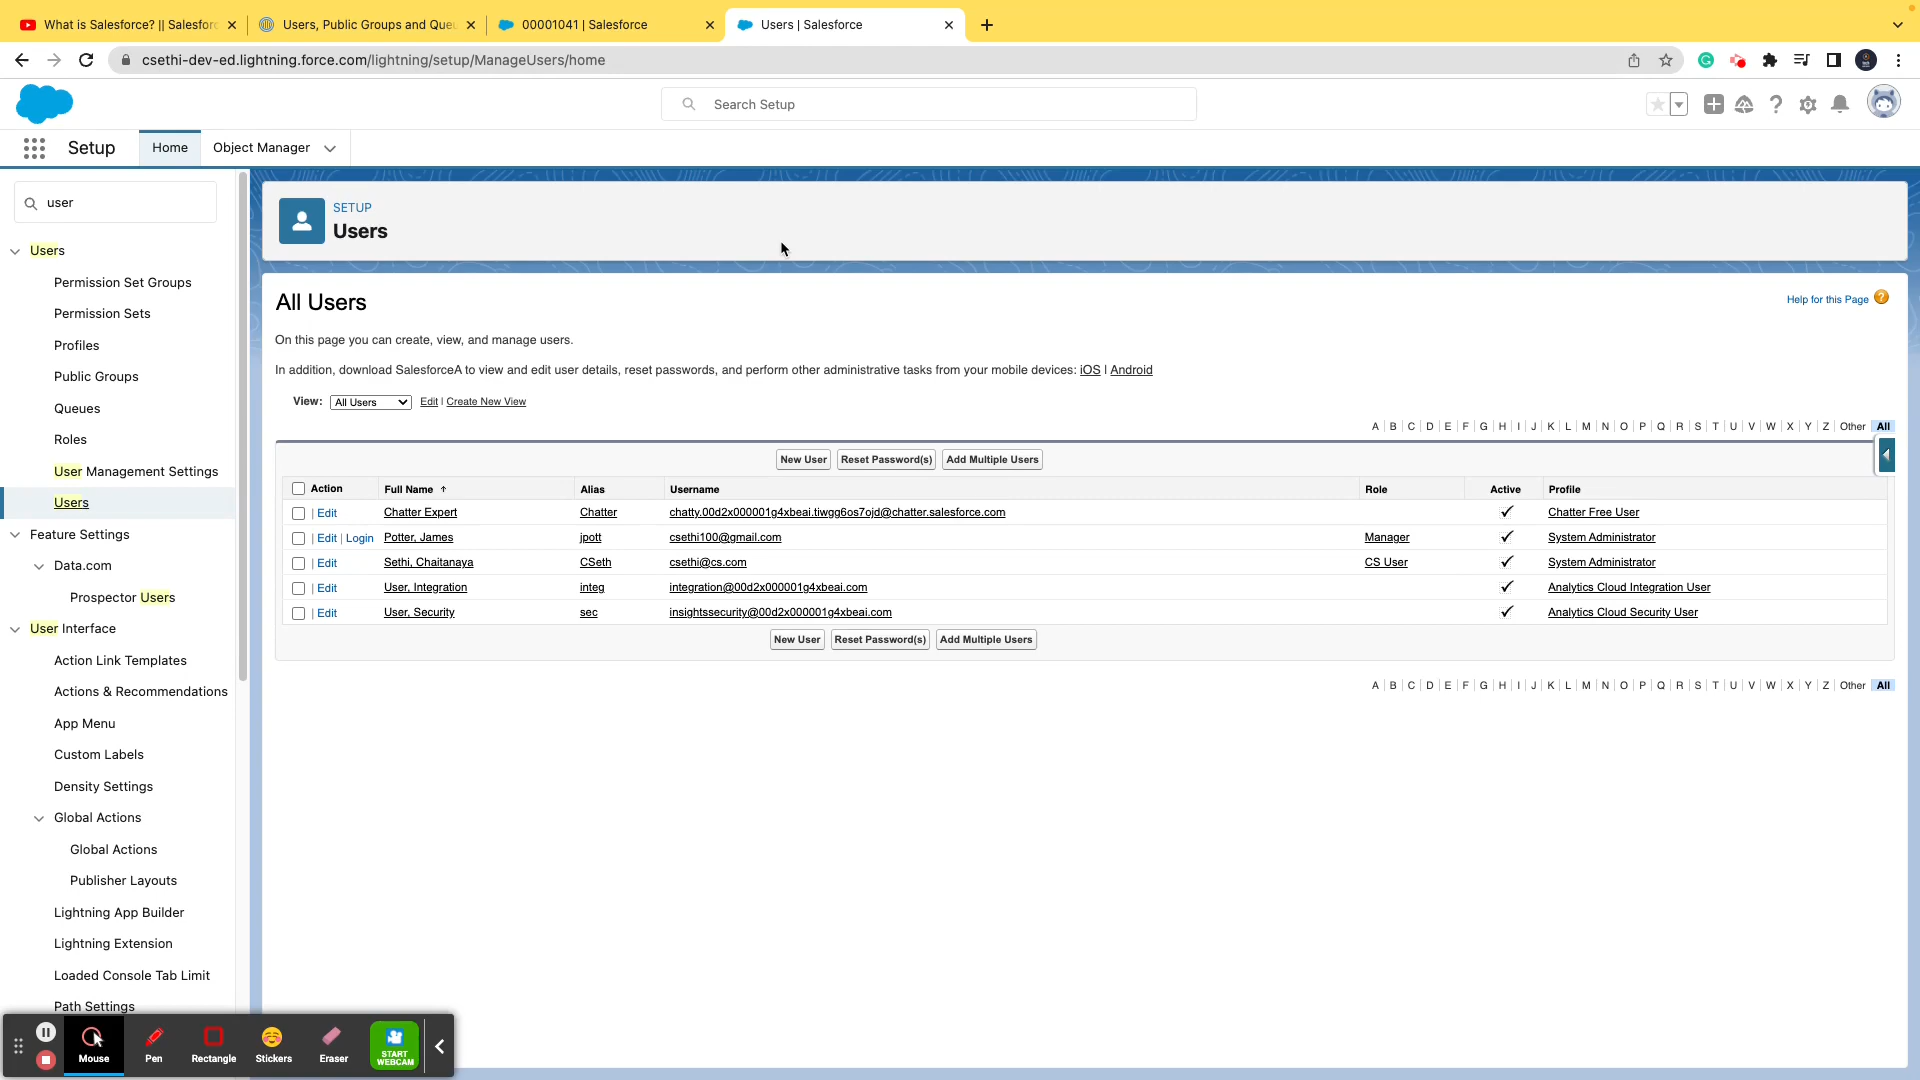 What is Salesforce? || Salesforc
Users, Public Groups and Que
00001041 | Salesforce
Users | Salesforce
csethi-dev-ed.lightning.force.com/lightning/setup/ManageUsers/home
Search Setup
Setup
Home
Object Manager
user
Users
Permission Set Groups
Permission Sets
Profiles
Public Groups
Queues
Roles
User Management Settings
Users
Feature Settings
Data.com
Prospector Users
User Interface
Action Link Templates
Actions & Recommendations
App Menu
Custom Labels
Density Settings
Global Actions
Global Actions
Publisher Layouts
Lightning App Builder
Lightning Extension
Loaded Console Tab Limit
Path Settings
SETUP
Users
All Users
Help for this Page
On this page you can create, view, and manage users.
In addition, download SalesforceA to view and edit user details, reset passwords, and perform other administrative tasks from your mobile devices: iOS | Android
View: All Users Edit | Create New View
A B C D E F G H I J K L M N O P Q R S T U V W X Y Z Other All
New User Reset Password(s) Add Multiple Users
Action Full Name Alias Username Role Active Profile
| Edit Chatter Expert Chatter chatty.00d2x000001g4xbeai.tiwgg6os7ojd@chatter.salesforce.com Chatter Free User
| Edit | Login Potter, James jpott csethi100@gmail.com Manager System Administrator
| Edit Sethi, Chaitanaya CSeth csethi@cs.com CS User System Administrator
| Edit User, Integration integ integration@00d2x000001g4xbeai.com Analytics Cloud Integration User
| Edit User, Security sec insightssecurity@00d2x000001g4xbeai.com Analytics Cloud Security User
New User Reset Password(s) Add Multiple Users
A B C D E F G H I J K L M N O P Q R S T U V W X Y Z Other All
Mouse
Pen
Rectangle
Stickers
Eraser
START
WEBCAM